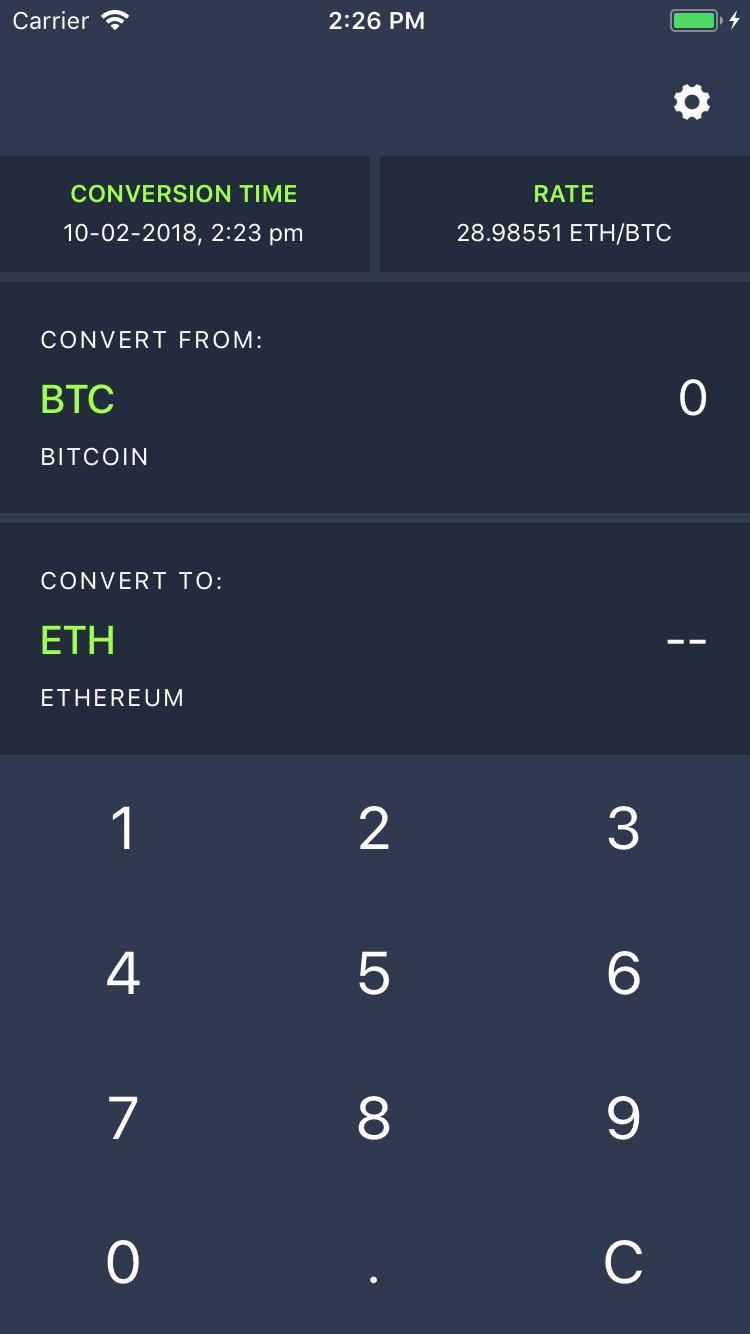 Carrier 2:26 PM
CONVERSION TIME RATE
10-02-2018, 2:23 pm 28.98551 ETH/BTC
CONVERT FROM:
BTC 0
BITCOIN
CONVERT TO:
ETH --
ETHEREUM
1 2 3
4 5 6
7 8 9
0 . C